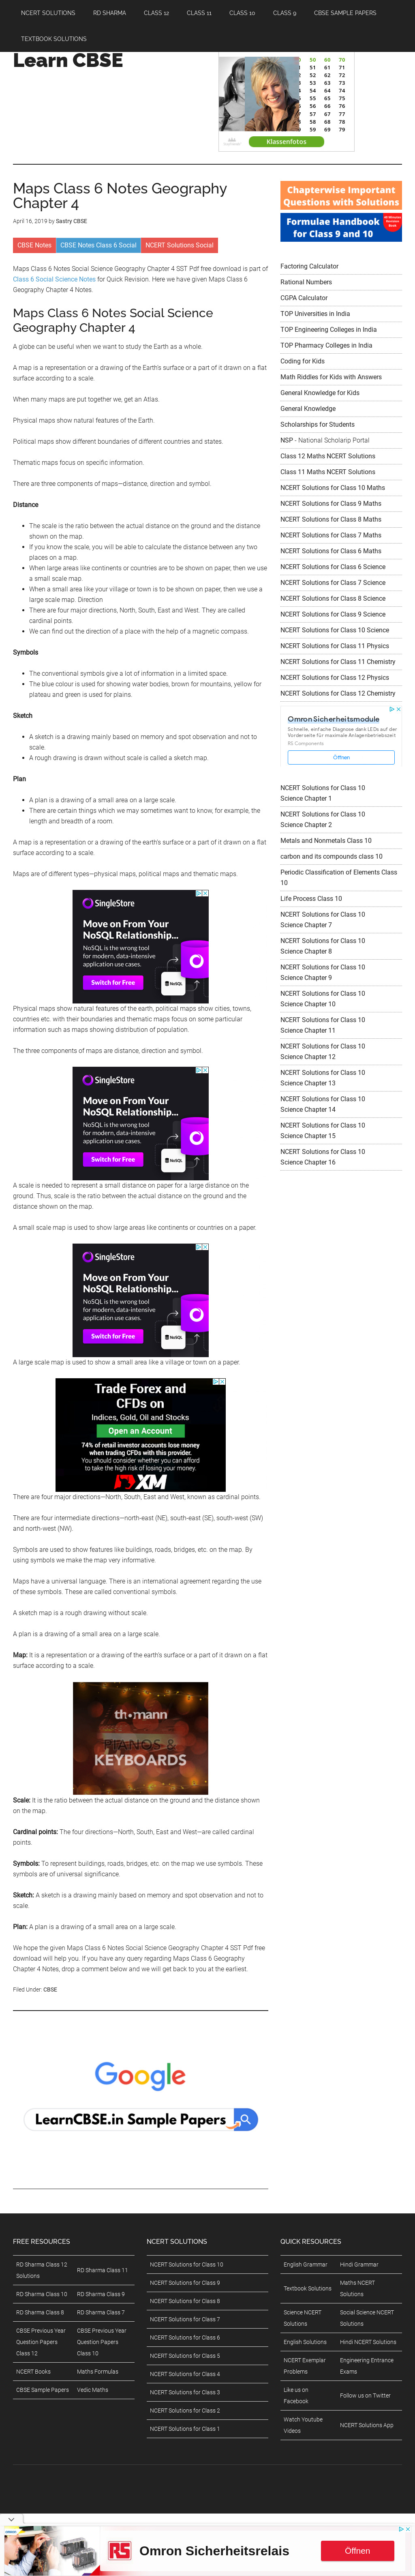 NCERT SOLUTIONS RD SHARMA CLASS 12 CLASS 11 CLASS 10 CLASS 9 CBSE SAMPLE PAPERS
TEXTBOOK SOLUTIONS
Learn CBSE
50 60 70
51 61 71
52 62 72
53 63 73
54 64 74
55 65 75
56 66 76
57 67 77
58 68 78
59 69 79
Klassenfotos
Maps Class 6 Notes Geography
Chapter 4
April 16, 2019 by Sastry CBSE
CBSE Notes CBSE Notes Class 6 Social NCERT Solutions Social
Maps Class 6 Notes Social Science Geography Chapter 4 SST Pdf free download is part of
Class 6 Social Science Notes for Quick Revision. Here we have given Maps Class 6
Geography Chapter 4 Notes.
Maps Class 6 Notes Social Science
Geography Chapter 4
A globe can be useful when we want to study the Earth as a whole.
A map is a representation or a drawing of the Earth's surface or a part of it drawn on a flat
surface according to a scale.
When many maps are put together we, get an Atlas.
Physical maps show natural features of the Earth.
Political maps show different boundaries of different countries and states.
Thematic maps focus on specific information.
There are three components of maps—distance, direction and symbol.
Distance
The scale is the ratio between the actual distance on the ground and the distance
shown on the map.
If you know the scale, you will be able to calculate the distance between any two
places on a map.
When large areas like continents or countries are to be shown on paper, then we use
a small scale map.
When a small area like your village or town is to be shown on paper, then we use a
large scale map. Direction
There are four major directions, North, South, East and West. They are called
cardinal points.
We can find out the direction of a place with the help of a magnetic compass.
Symbols
The conventional symbols give a lot of information in a limited space.
The blue colour is used for showing water bodies, brown for mountains, yellow for
plateau and green is used for plains.
Sketch
A sketch is a drawing mainly based on memory and spot observation and not to
scale.
A rough drawing is drawn without scale is called a sketch map.
Plan
A plan is a drawing of a small area on a large scale.
There are certain things which we may sometimes want to know, for example, the
length and breadth of a room.
A map is a representation or a drawing of the earth's surface or a part of it drawn on a flat
surface according to a scale.
Maps are of different types—physical maps, political maps and thematic maps.
SingleStore
Move on From Your
NoSQL Relationship...
NoSQL is the wrong tool
for modern, data-intensive
applications.
Switch for Free
NoSQL
Physical maps show natural features of the earth, political maps show cities, towns,
countries etc. with their boundaries and thematic maps focus on some particular
information such as maps showing distribution of population.
The three components of maps are distance, direction and symbol.
SingleStore
Move on From Your
NoSQL Relationship...
NoSQL is the wrong tool
for modern, data-intensive
applications.
Switch for Free
NoSQL
A scale is needed to represent a small distance on paper for a large distance on the
ground. Thus, scale is the ratio between the actual distance on the ground and the
distance shown on the map.
A small scale map is used to show large areas like continents or countries on a paper.
SingleStore
Move on From Your
NoSQL Relationship...
NoSQL is the wrong tool
for modern, data-intensive
applications.
Switch for Free
NoSQL
A large scale map is used to show a small area like a village or town on a paper.
Trade Forex and
CFDs on
Indices, Gold, and Stocks
Open an Account
74% of retail investor accounts lose money
when trading CFDs with this provider.
You should consider whether you can afford
to take the high risk of losing your money.
XM
There are four major directions—North, South, East and West, known as cardinal points.
There are four intermediate directions—north-east (NE), south-east (SE), south-west (SW)
and north-west (NW).
Symbols are used to show features like buildings, roads, bridges, etc. on the map. By
using symbols we make the map very informative.
Maps have a universal language. There is an international agreement regarding the use
of these symbols. These are called conventional symbols.
A sketch map is a rough drawing without scale.
A plan is a drawing of a small area on a large scale.
Map: It is a representation or a drawing of the earth's surface or a part of it drawn on a flat
surface according to a scale.
thomann
PIANOS &
KEYBOARDS
Scale: It is the ratio between the actual distance on the ground and the distance shown
on the map.
Cardinal points: The four directions—North, South, East and West—are called cardinal
points.
Symbols: To represent buildings, roads, bridges, etc. on the map we use symbols. These
symbols are of universal significance.
Sketch: A sketch is a drawing mainly based on memory and spot observation and not to
scale.
Plan: A plan is a drawing of a small area on a large scale.
We hope the given Maps Class 6 Notes Social Science Geography Chapter 4 SST Pdf free
download will help you. If you have any query regarding Maps Class 6 Geography
Chapter 4 Notes, drop a comment below and we will get back to you at the earliest.
Filed Under: CBSE
Google
LearnCBSE.in Sample Papers
Chapterwise Important
Questions with Solutions
Formulae Handbook for
Class 9 and 10
Factoring Calculator
Rational Numbers
CGPA Calculator
TOP Universities in India
TOP Engineering Colleges in India
TOP Pharmacy Colleges in India
Coding for Kids
Math Riddles for Kids with Answers
General Knowledge for Kids
General Knowledge
Scholarships for Students
NSP - National Scholarip Portal
Class 12 Maths NCERT Solutions
Class 11 Maths NCERT Solutions
NCERT Solutions for Class 10 Maths
NCERT Solutions for Class 9 Maths
NCERT Solutions for Class 8 Maths
NCERT Solutions for Class 7 Maths
NCERT Solutions for Class 6 Maths
NCERT Solutions for Class 6 Science
NCERT Solutions for Class 7 Science
NCERT Solutions for Class 8 Science
NCERT Solutions for Class 9 Science
NCERT Solutions for Class 10 Science
NCERT Solutions for Class 11 Physics
NCERT Solutions for Class 11 Chemistry
NCERT Solutions for Class 12 Physics
NCERT Solutions for Class 12 Chemistry
Omron Sicherheitsmodule
Schnelle, einfache Diagnose dank LEDs auf der
Vorderseite für maximale Anlagenbetriebszeit
RS Components
Öffnen
NCERT Solutions for Class 10
Science Chapter 1
NCERT Solutions for Class 10
Science Chapter 2
Metals and Nonmetals Class 10
carbon and its compounds class 10
Periodic Classification of Elements Class
10
Life Process Class 10
NCERT Solutions for Class 10
Science Chapter 7
NCERT Solutions for Class 10
Science Chapter 8
NCERT Solutions for Class 10
Science Chapter 9
NCERT Solutions for Class 10
Science Chapter 10
NCERT Solutions for Class 10
Science Chapter 11
NCERT Solutions for Class 10
Science Chapter 12
NCERT Solutions for Class 10
Science Chapter 13
NCERT Solutions for Class 10
Science Chapter 14
NCERT Solutions for Class 10
Science Chapter 15
NCERT Solutions for Class 10
Science Chapter 16
FREE RESOURCES
RD Sharma Class 12
Solutions
RD Sharma Class 11
RD Sharma Class 10 RD Sharma Class 9
RD Sharma Class 8 RD Sharma Class 7
CBSE Previous Year
Question Papers
Class 12
CBSE Previous Year
Question Papers
Class 10
NCERT Books Maths Formulas
CBSE Sample Papers Vedic Maths
NCERT SOLUTIONS
NCERT Solutions for Class 10
NCERT Solutions for Class 9
NCERT Solutions for Class 8
NCERT Solutions for Class 7
NCERT Solutions for Class 6
NCERT Solutions for Class 5
NCERT Solutions for Class 4
NCERT Solutions for Class 3
NCERT Solutions for Class 2
NCERT Solutions for Class 1
QUICK RESOURCES
English Grammar Hindi Grammar
Textbook Solutions
Maths NCERT
Solutions
Science NCERT
Solutions
Social Science NCERT
Solutions
English Solutions Hindi NCERT Solutions
NCERT Exemplar
Problems
Engineering Entrance
Exams
Like us on
Facebook
Follow us on Twitter
Watch Youtube
Videos
NCERT Solutions App
RS
Omron Sicherheitsrelais
Öffnen